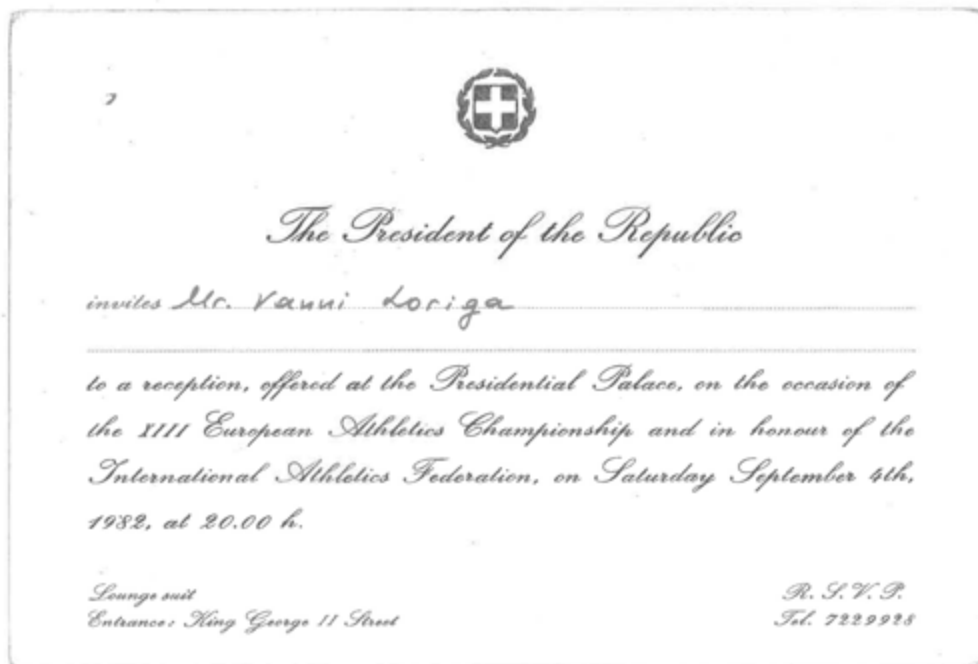 The President of the Republic
invites Mr. Vanni Loriga
to a reception, offered at the Presidential Palace, on the occasion of
the XIII European Athletics Championship and in honour of the
International Athletics Federation, on Saturday September 4th,
1982, at 20.00 h.
Lounge suit
Entrance: King George II Street
R. S. V. P.
Tel. 7229928